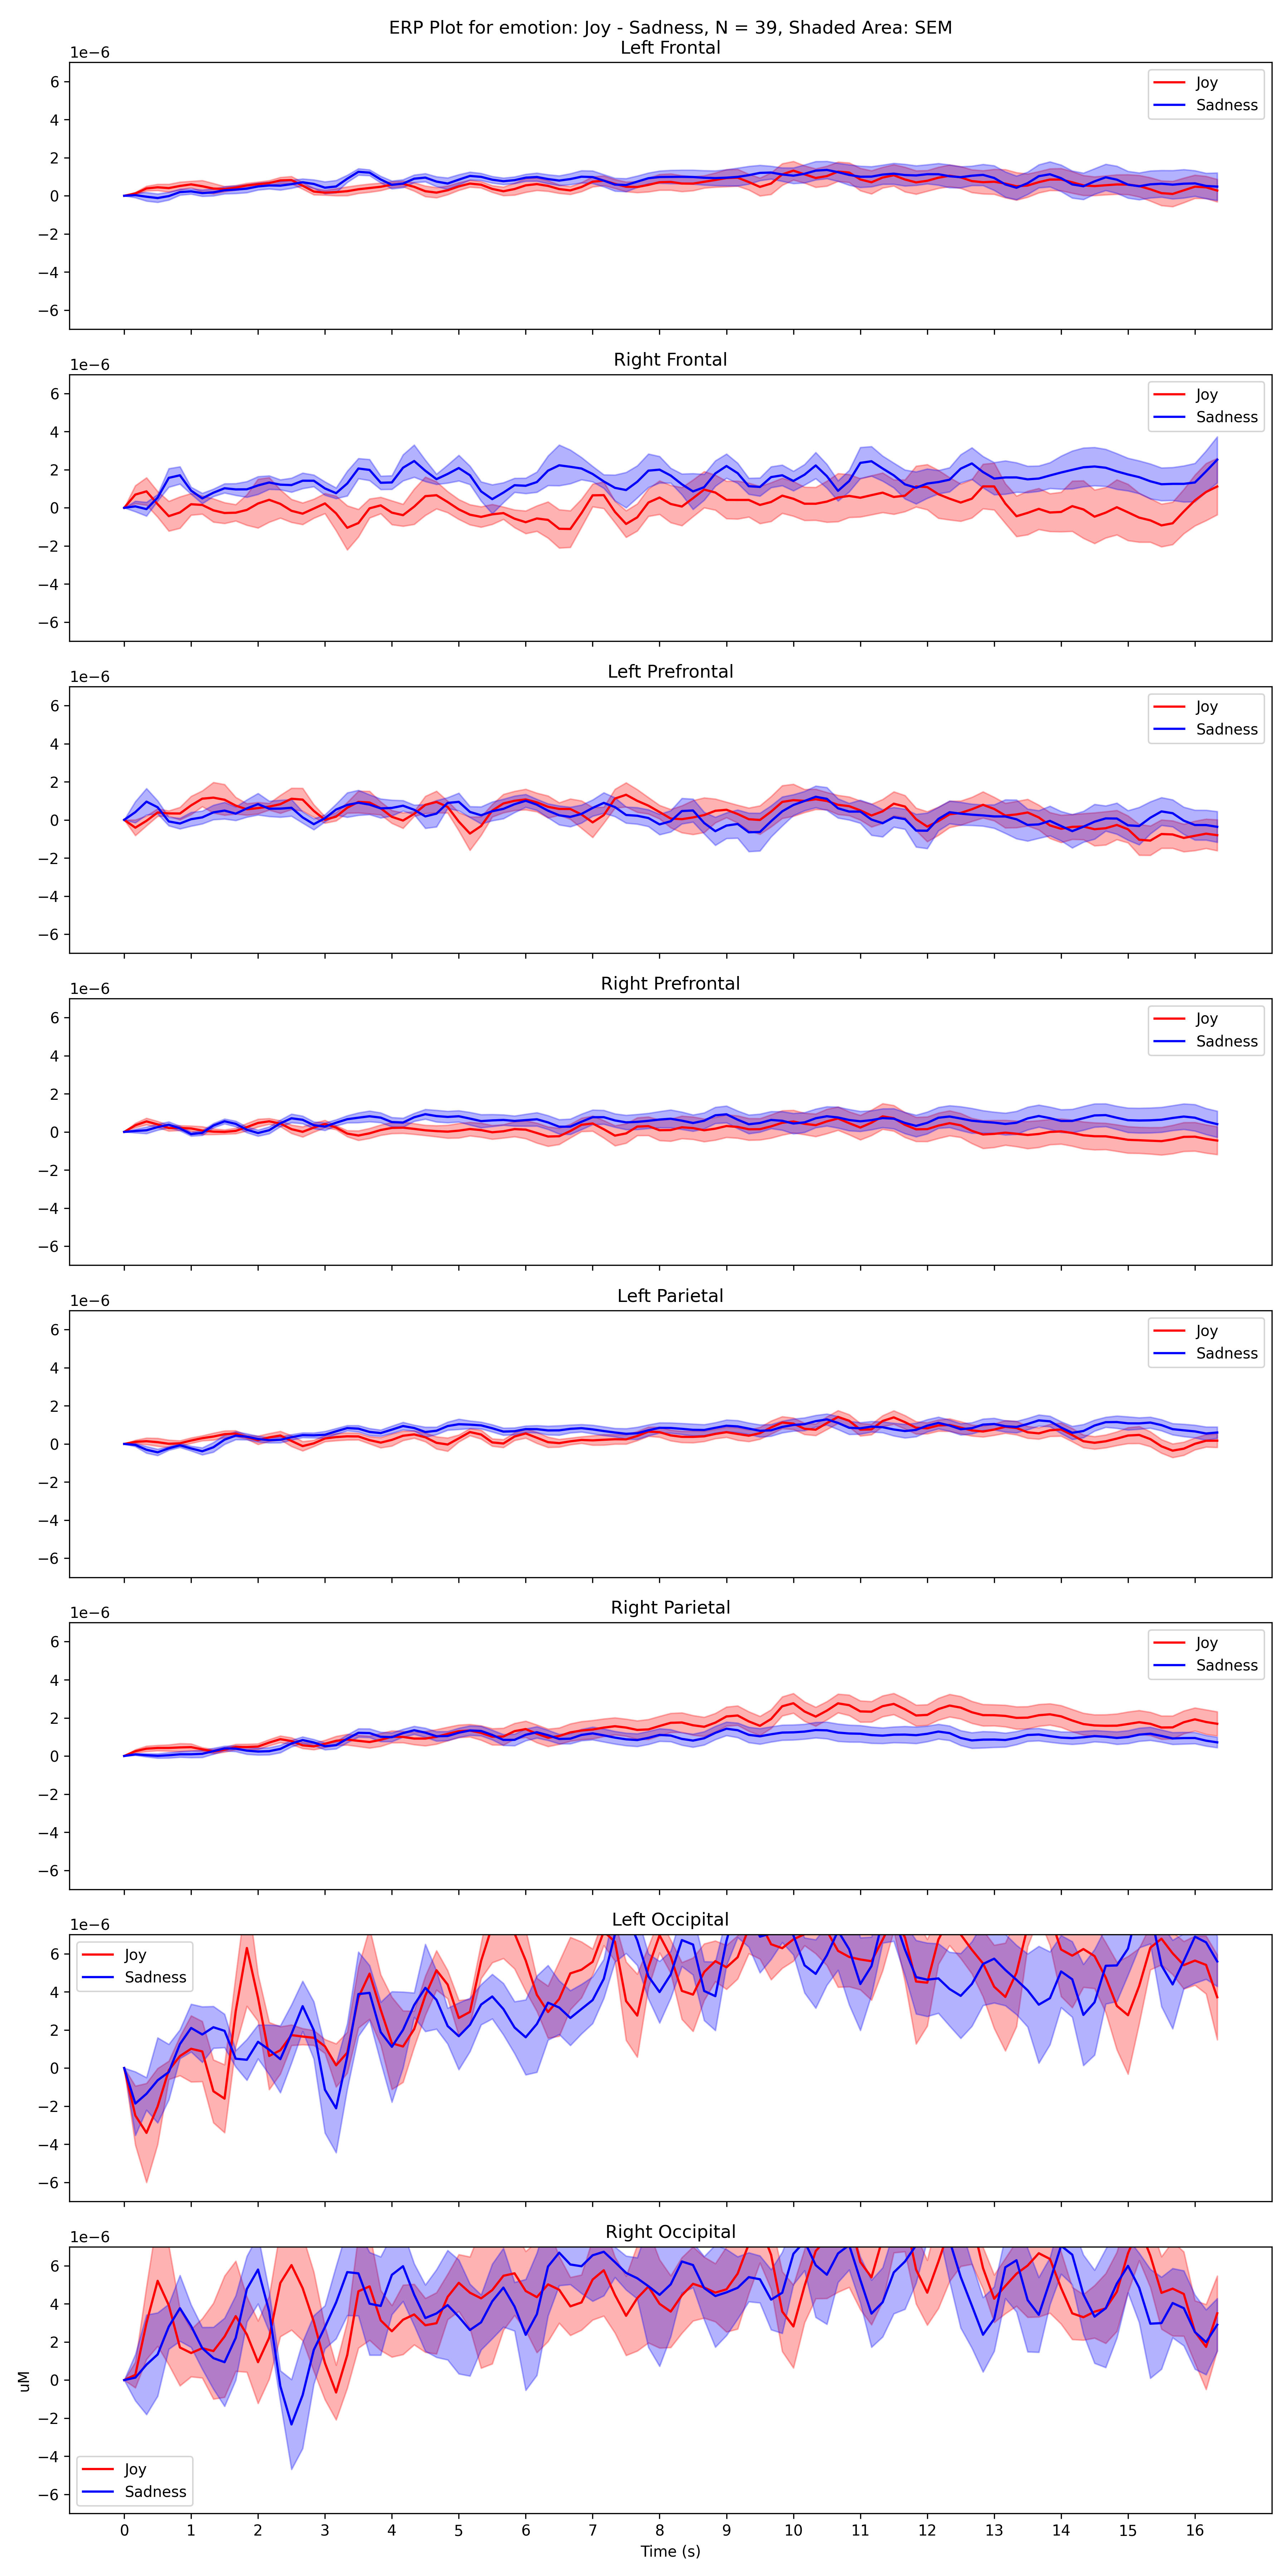 ERP Plot for emotion: Joy - Sadness, N = 39, Shaded Area: SEM
Left Frontal
1e−6
6
4
2
0
−2
−4
−6
Joy
Sadness
Right Frontal
1e−6
6
4
2
0
−2
−4
−6
Joy
Sadness
Left Prefrontal
1e−6
6
4
2
0
−2
−4
−6
Joy
Sadness
Right Prefrontal
1e−6
6
4
2
0
−2
−4
−6
Joy
Sadness
Left Parietal
1e−6
6
4
2
0
−2
−4
−6
Joy
Sadness
Right Parietal
1e−6
6
4
2
0
−2
−4
−6
Joy
Sadness
Left Occipital
1e−6
6
4
2
0
−2
−4
−6
Joy
Sadness
Right Occipital
1e−6
6
4
2
0
−2
−4
−6
uM
Joy
Sadness
0 1 2 3 4 5 6 7 8 9 10 11 12 13 14 15 16
Time (s)